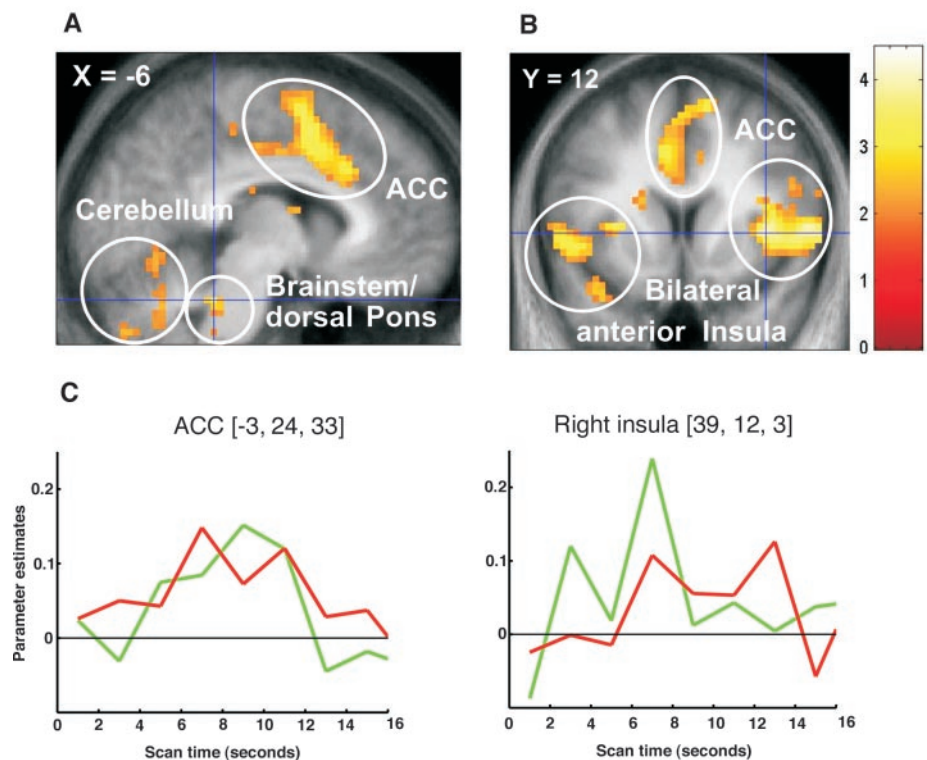 A
X = -6
ACC
Cerebellum
Brainstem/
dorsal Pons
B
Y = 12
ACC
Bilateral
anterior Insula
4
3
2
1
0
C
ACC [-3, 24, 33]
Parameter estimates
0.2
0.1
0
0 2 4 6 8 10 12 14 16
Scan time (seconds)
Right insula [39, 12, 3]
0.2
0.1
0
0 2 4 6 8 10 12 14 16
Scan time (seconds)